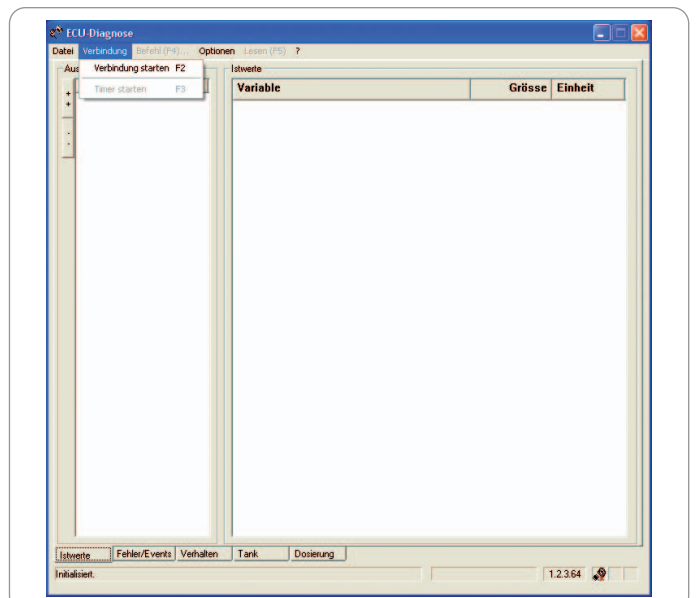 ECU-Diagnose
Datei Verbindung Befehl (F4)... Optionen Lesen (F5) ?
Verbindung starten F2
Timer starten F3
Aus
Istwerte
Variable Grösse Einheit
+
+
-
-
Istwerte Fehler/Events Verhalten Tank Dosierung
Initialisiert. 1.2.3.64